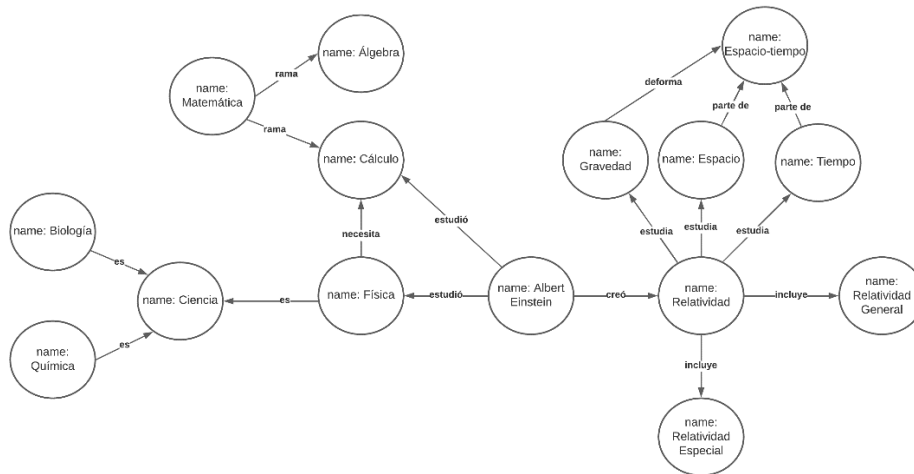 name:
Espacio-tiempo
name: Álgebra
rama
deforma
name:
Matemática
parte de
parte de
rama
name: Cálculo
name:
Gravedad
name: Espacio
name: Tiempo
estudió
name: Biología
necesita
estudia
estudia
estudia
es
name: Ciencia
es
name: Física
estudió
name: Albert
Einstein
creó
name:
Relatividad
incluye
name:
Relatividad
General
es
name:
Química
incluye
name:
Relatividad
Especial